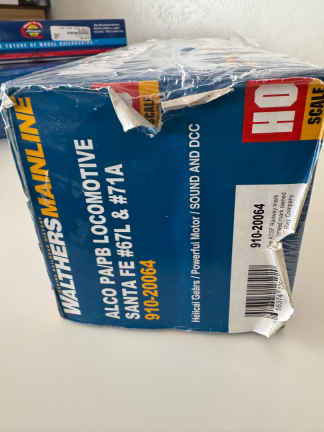 WALTHERS MAINLINE
ALCO PA/PB LOCOMOTIVE
SANTA FE #67L & #71A
910-20064
Helical Gears / Powerful Motor / SOUND AND DCC
HO
SCALE
SCALE
910-20064